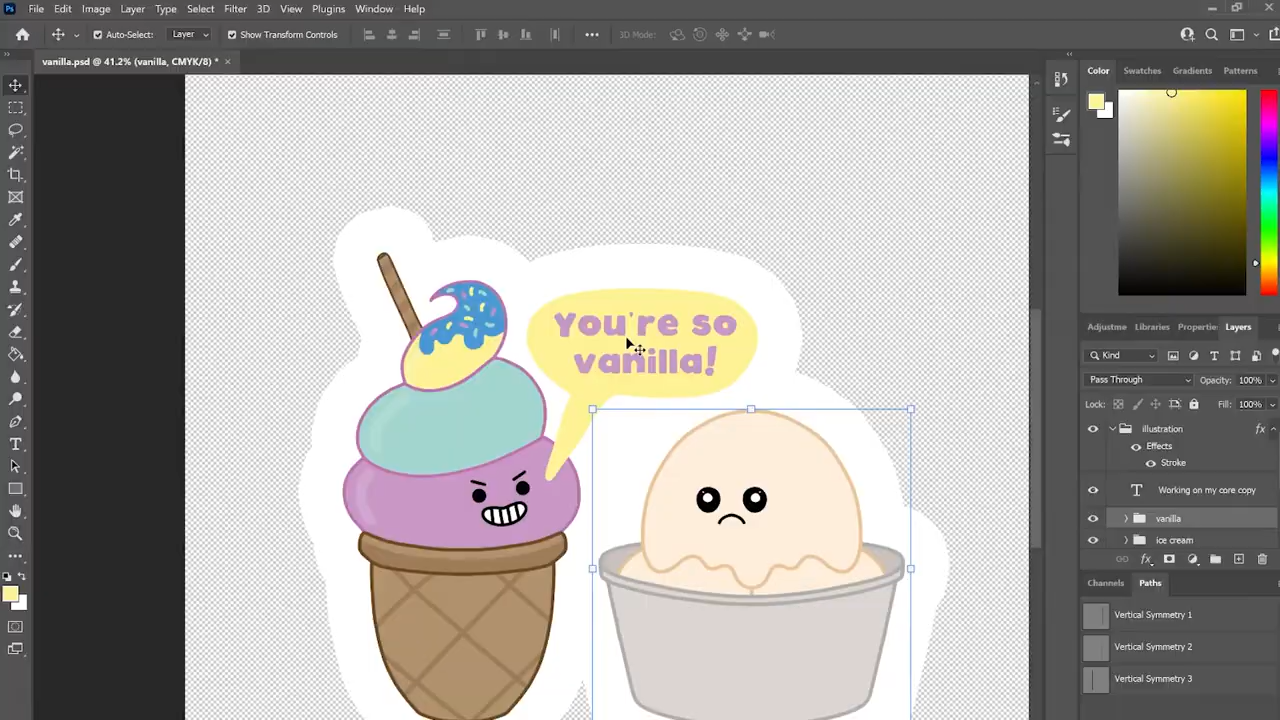 Ps File Edit Image Layer Type Select Filter 3D View Plugins Window Help
Auto-Select: Layer Show Transform Controls 3D Mode:
vanilla.psd @ 41.2% (vanilla, CMYK/8) *
Color Swatches Gradients Patterns
You're so
vanilla!
Adjustme Libraries Propertie Layers
Kind
Pass Through Opacity: 100%
Lock: Fill: 100%
illustration fx
Effects
Stroke
T Working on my core copy
vanilla
ice cream
fx
Channels Paths
Vertical Symmetry 1
Vertical Symmetry 2
Vertical Symmetry 3